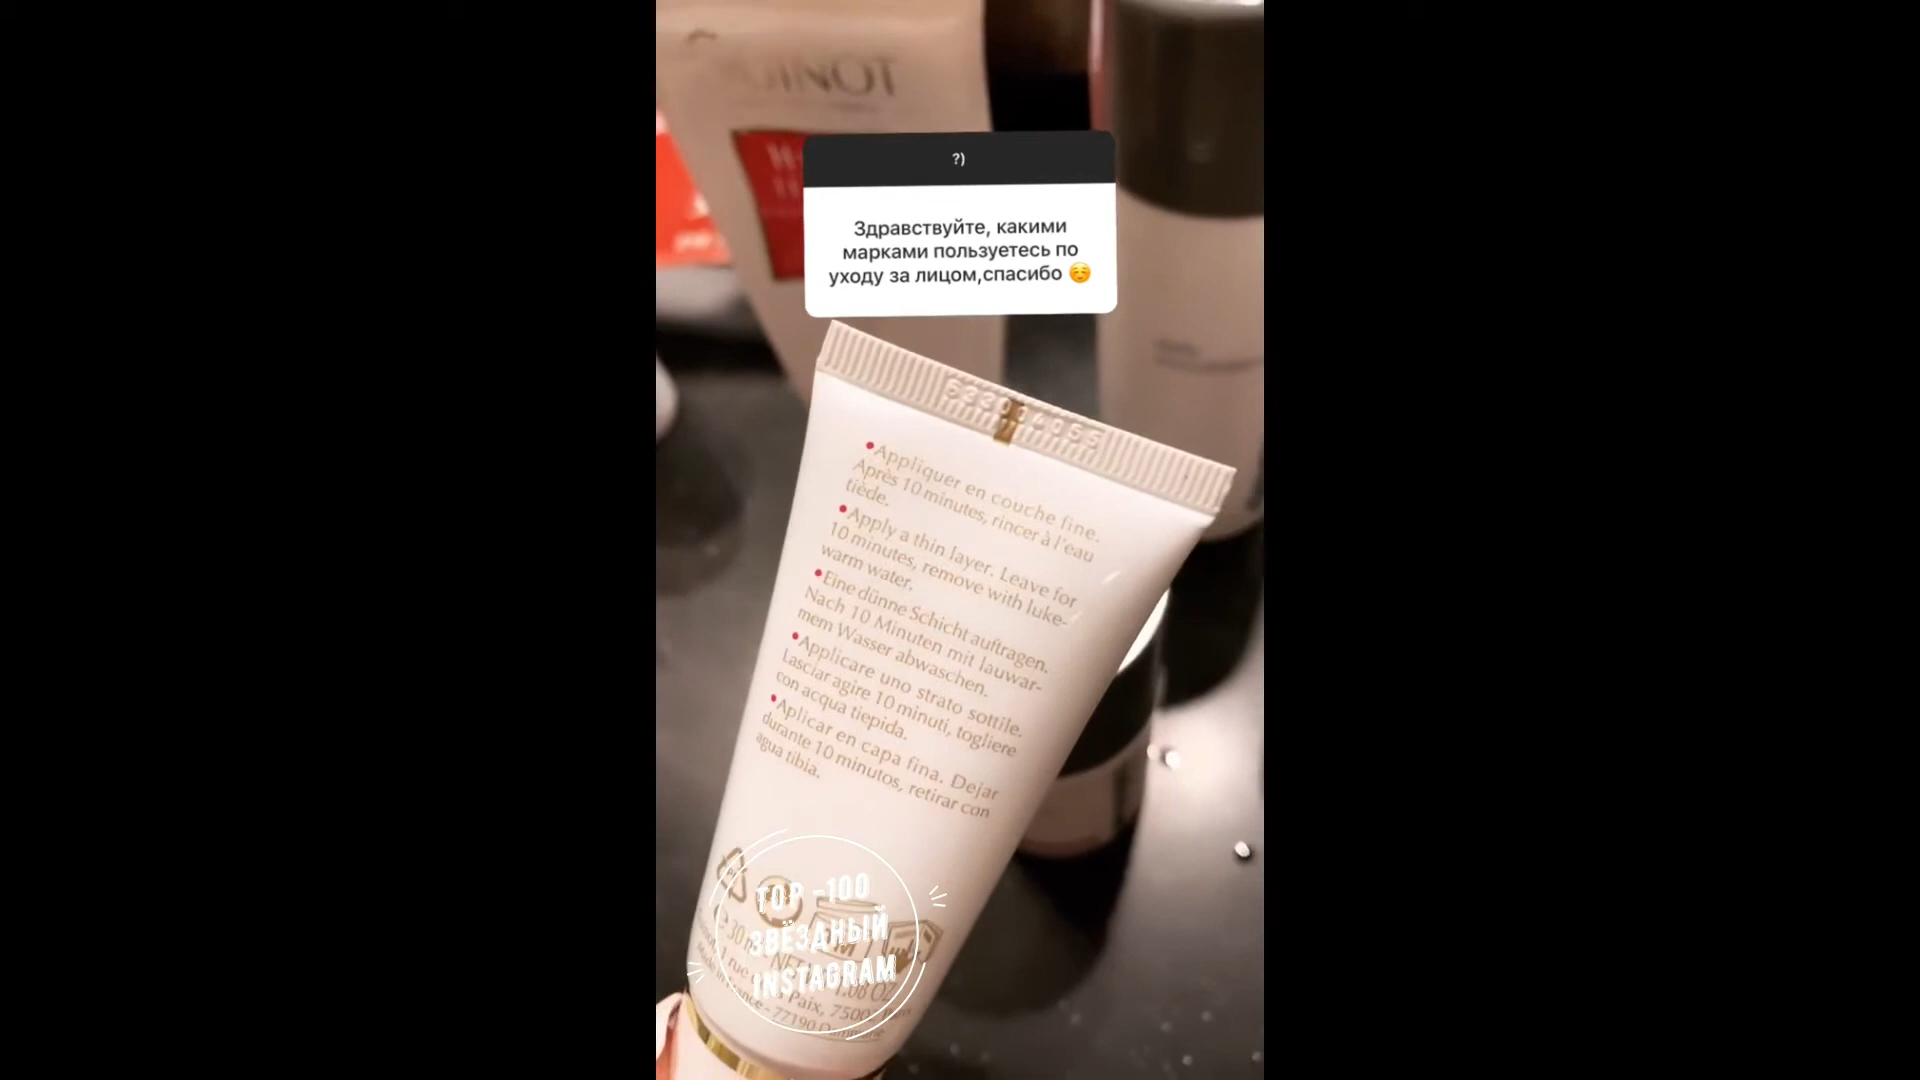 ?)
Здравствуйте, какими
марками пользуетесь по
уходу за лицом,спасибо ☺️
•Appliquer en couche fine.
Après 10 minutes, rincer à l'eau
tiède.
•Apply a thin layer. Leave for
10 minutes, remove with luke-
warm water.
•Eine dünne Schicht auftragen.
Nach 10 Minuten mit lauwar-
mem Wasser abwaschen.
•Applicare uno strato sottile.
Lasciar agire 10 minuti, togliere
con acqua tiepida.
•Aplicar en capa fina. Dejar
durante 10 minutos, retirar con
agua tibia.
TOP -100
ЗВЁЗДНЫЙ
INSTAGRAM